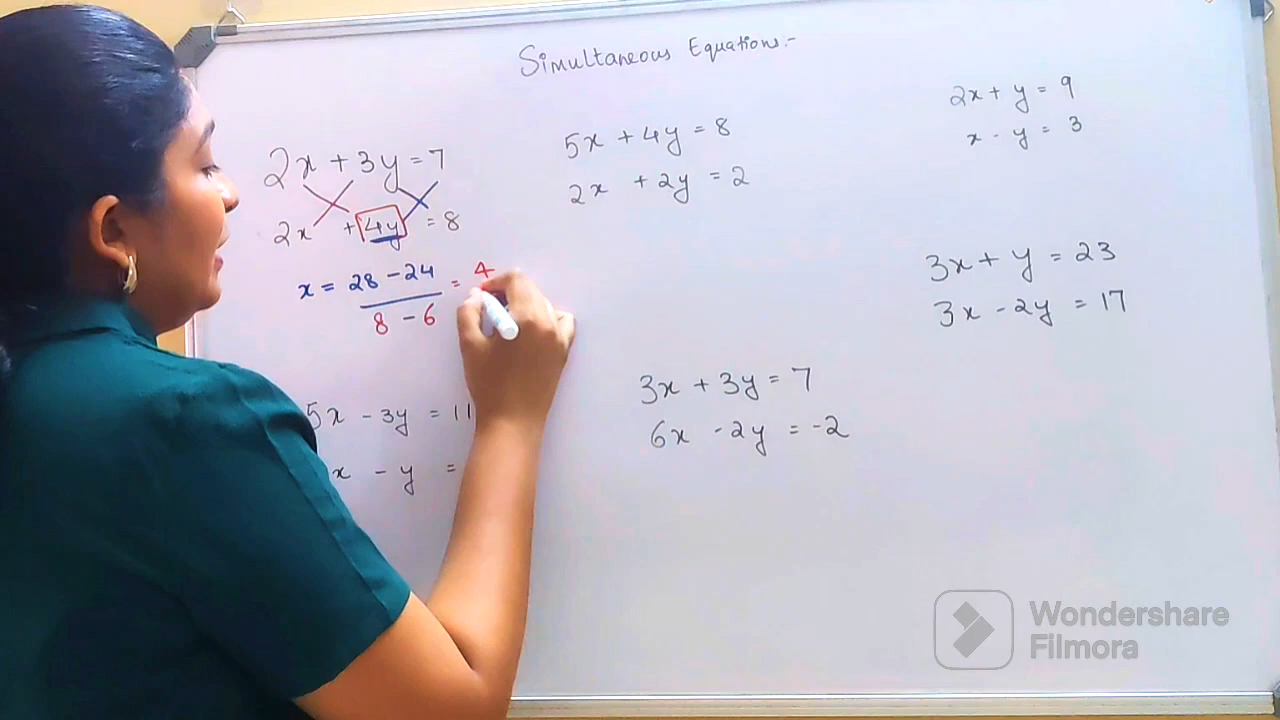 Simultaneous Equations:-
2x + 3y = 7
2x + 4y = 8
x = 28 - 24 = 4
8 - 6
5x + 4y = 8
2x + 2y = 2
2x + y = 9
x - y = 3
3x + y = 23
3x - 2y = 17
5x - 3y = 11
x - y =
3x + 3y = 7
6x - 2y = -2
Wondershare
Filmora